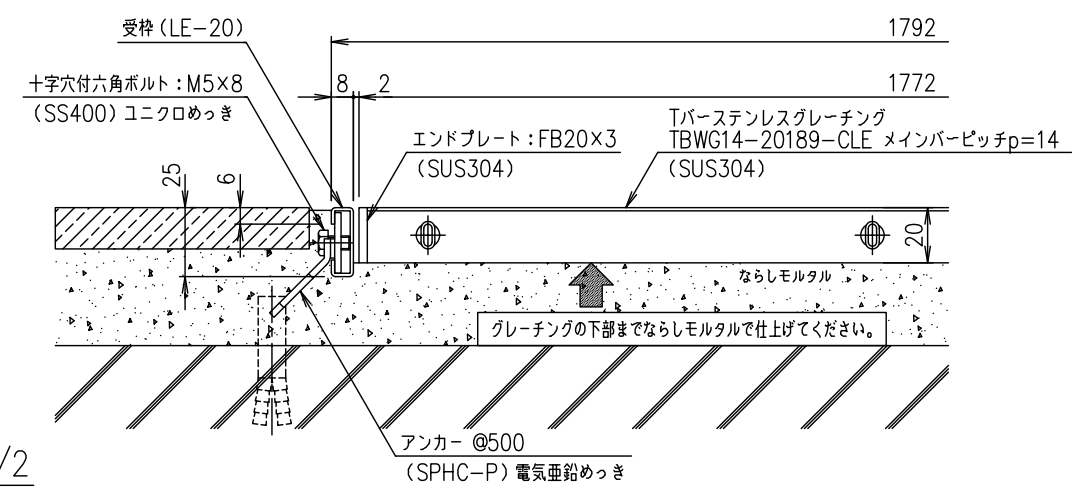 受枠(LE-20)
1792
十字穴付六角ボルト:M5×8
(SS400) ユニクロめっき
8
2
1772
エンドプレート:FB20×3
(SUS304)
Tバーステンレスグレーチング
TBWG14-20189-CLE メインバーピッチp=14
(SUS304)
25
6
20
ならしモルタル
グレーチングの下部までならしモルタルで仕上げてください。
アンカー @500
(SPHC-P) 電気亜鉛めっき
/2